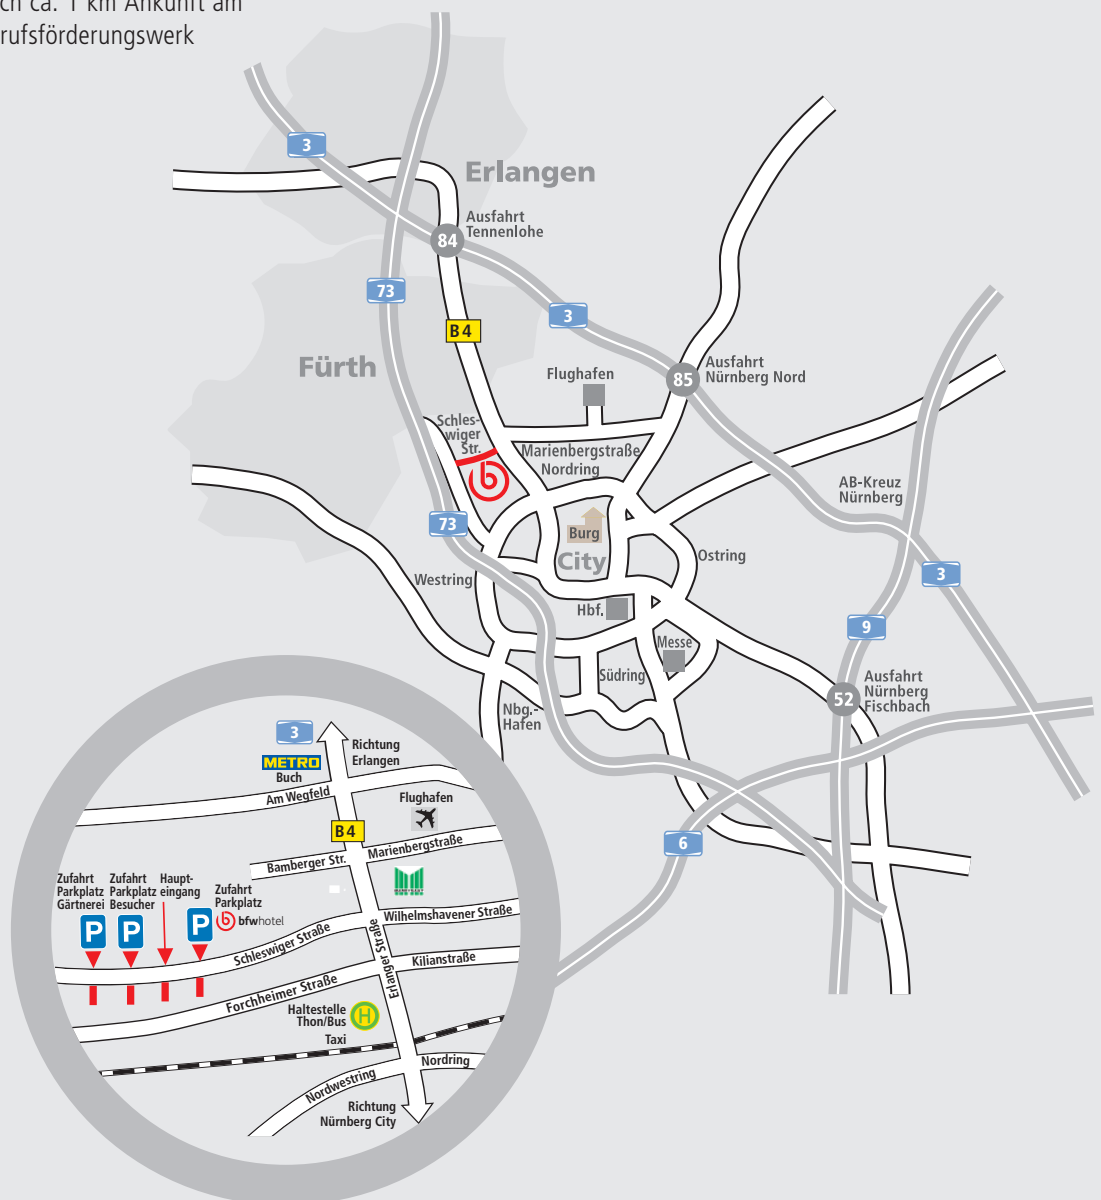 ch ca. 1 km Ankunft am
rufsförderungswerk
3
Erlangen
Ausfahrt
Tennenlohe
84
73
3
B 4
Ausfahrt
Nürnberg Nord
85
Fürth
Flughafen
Schles-
wiger
Str.
Marienbergstraße
Nordring
AB-Kreuz
Nürnberg
73
Burg
City
Ostring
Westring
3
Hbf.
9
Messe
Südring
Ausfahrt
Nürnberg
Fischbach
52
Nbg.-
Hafen
6
3
Richtung
Erlangen
METRO
Buch
Am Wegfeld
Flughafen
B 4
Bamberger Str.
Marienbergstraße
Zufahrt
Parkplatz
Gärtnerei
Zufahrt
Parkplatz
Besucher
Haupt-
eingang
Zufahrt
Parkplatz
bfwhotel
P
P
P
Wilhelmshavener Straße
Schleswiger Straße
Erlanger Straße
Kilianstraße
Forchheimer Straße
Haltestelle
Thon/Bus
H
Taxi
Nordring
Nordwestring
Richtung
Nürnberg City